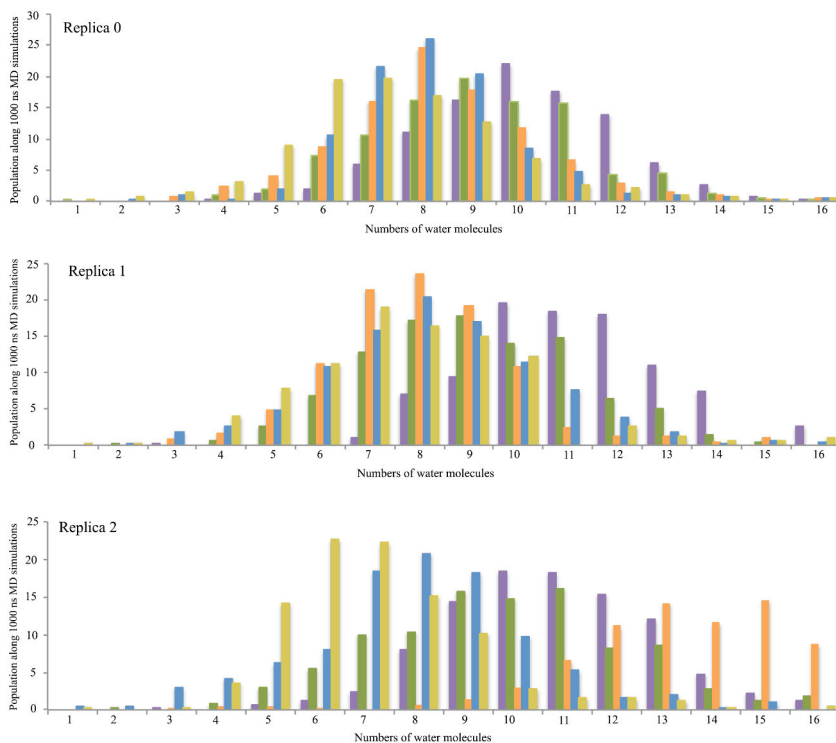 Replica 0
Population along 1000 ns MD simulations
30
25
20
15
10
5
0
1 2 3 4 5 6 7 8 9 10 11 12 13 14 15 16
Numbers of water molecules
Replica 1
Population along 1000 ns MD simulations
25
20
15
10
5
0
1 2 3 4 5 6 7 8 9 10 11 12 13 14 15 16
Numbers of water molecules
Replica 2
Population along 1000 ns MD simulations
25
20
15
10
5
0
1 2 3 4 5 6 7 8 9 10 11 12 13 14 15 16
Numbers of water molecules